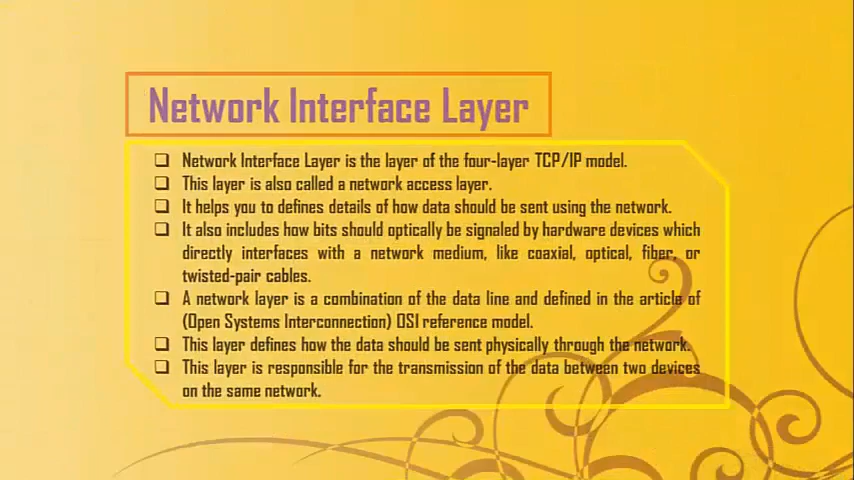 Network Interface Layer
❑ Network Interface Layer is the layer of the four-layer TCP/IP model.
❑ This layer is also called a network access layer.
❑ It helps you to defines details of how data should be sent using the network.
❑ It also includes how bits should optically be signaled by hardware devices which
directly interfaces with a network medium, like coaxial, optical, fiber, or
twisted-pair cables.
❑ A network layer is a combination of the data line and defined in the article of
(Open Systems Interconnection) OSI reference model.
❑ This layer defines how the data should be sent physically through the network.
❑ This layer is responsible for the transmission of the data between two devices
on the same network.